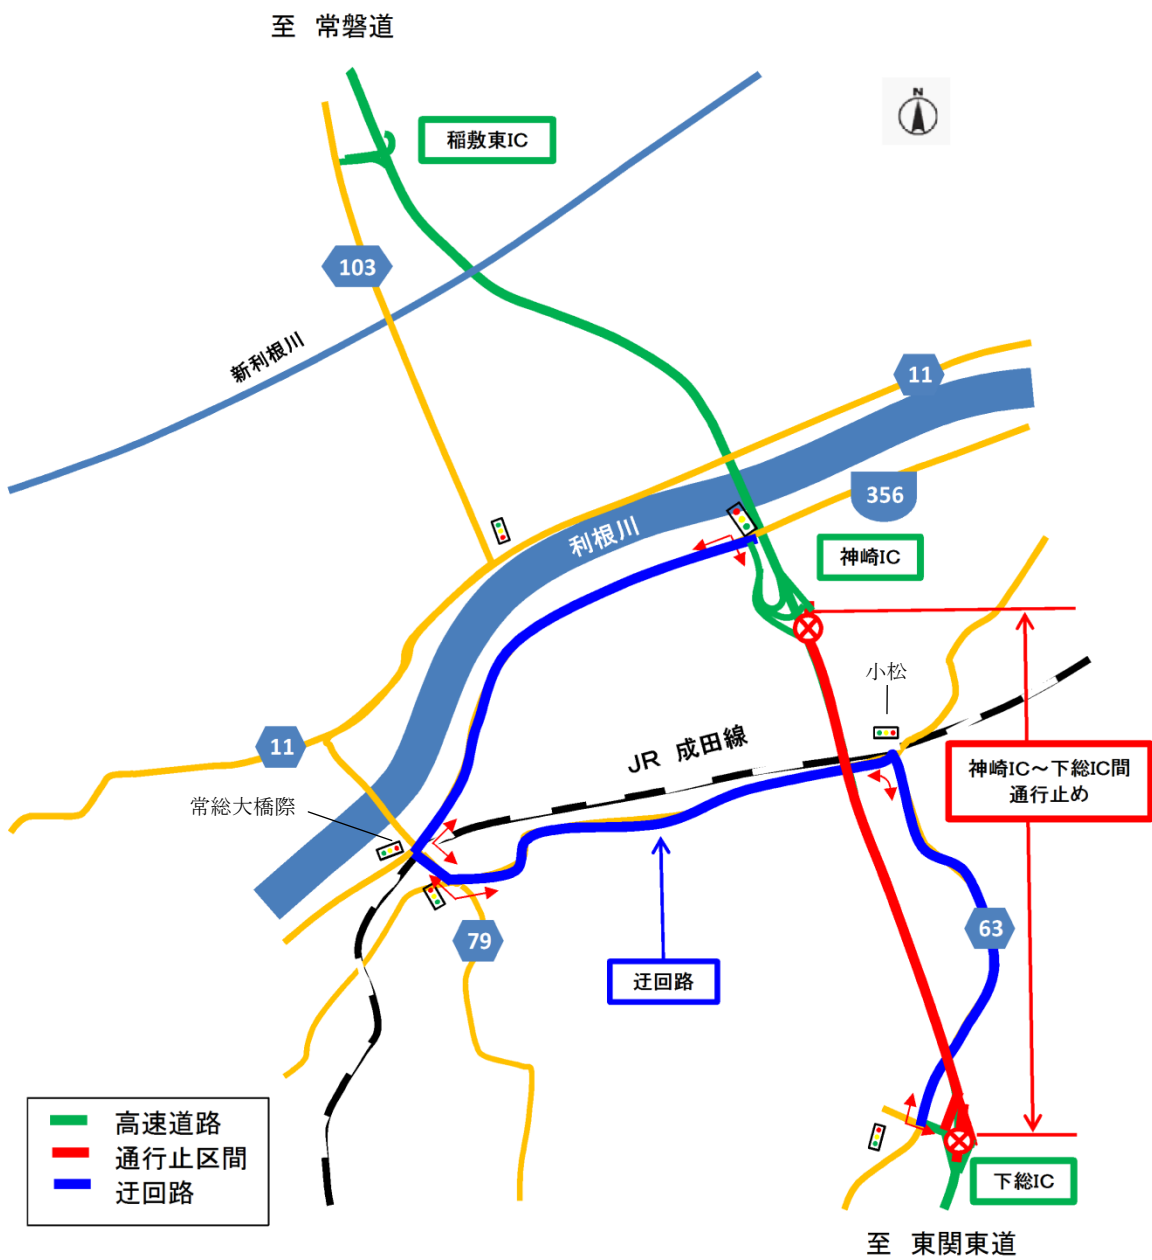 至　常磐道
N
稲敷東IC
103
新利根川
11
356
利根川
神崎IC
小松
11
JR　成田線
神崎IC～下総IC間
通行止め
常総大橋際
79
63
迂回路
高速道路
通行止区間
迂回路
下総IC
至　東関東道